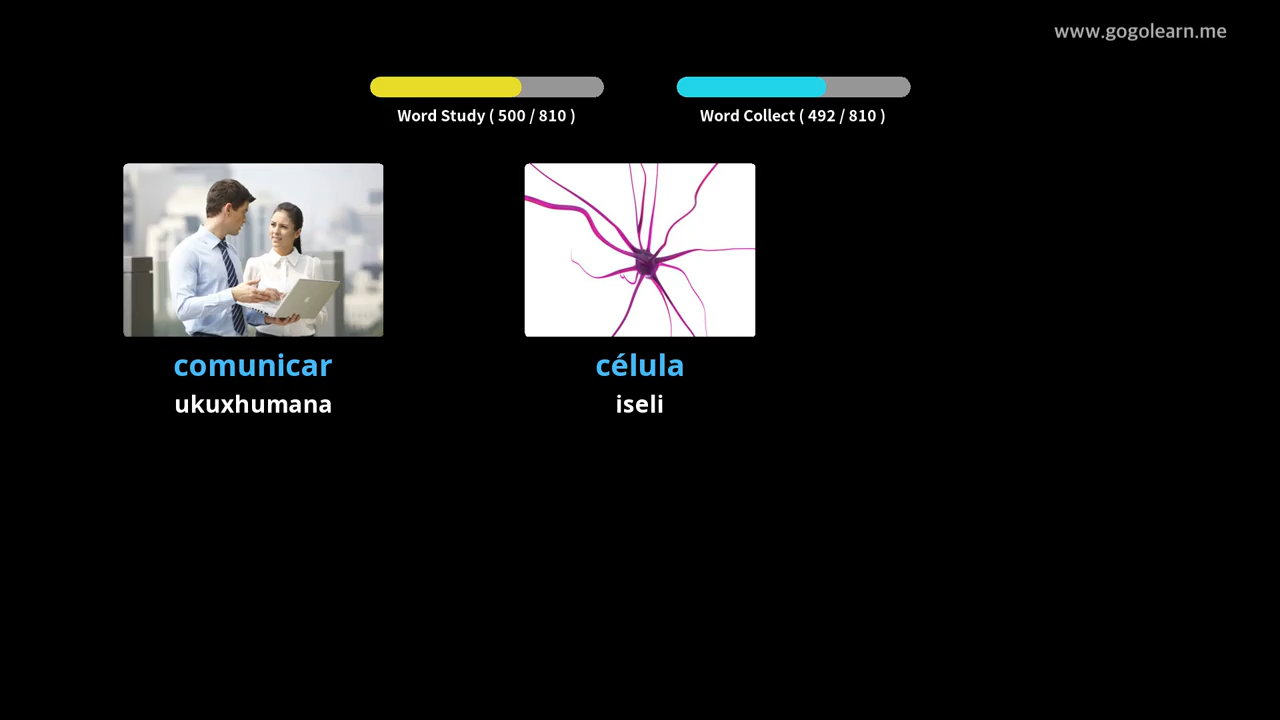 www.gogolearn.me
Word Study ( 500 / 810 )
Word Collect ( 492 / 810 )
comunicar
ukuxhumana
célula
iseli